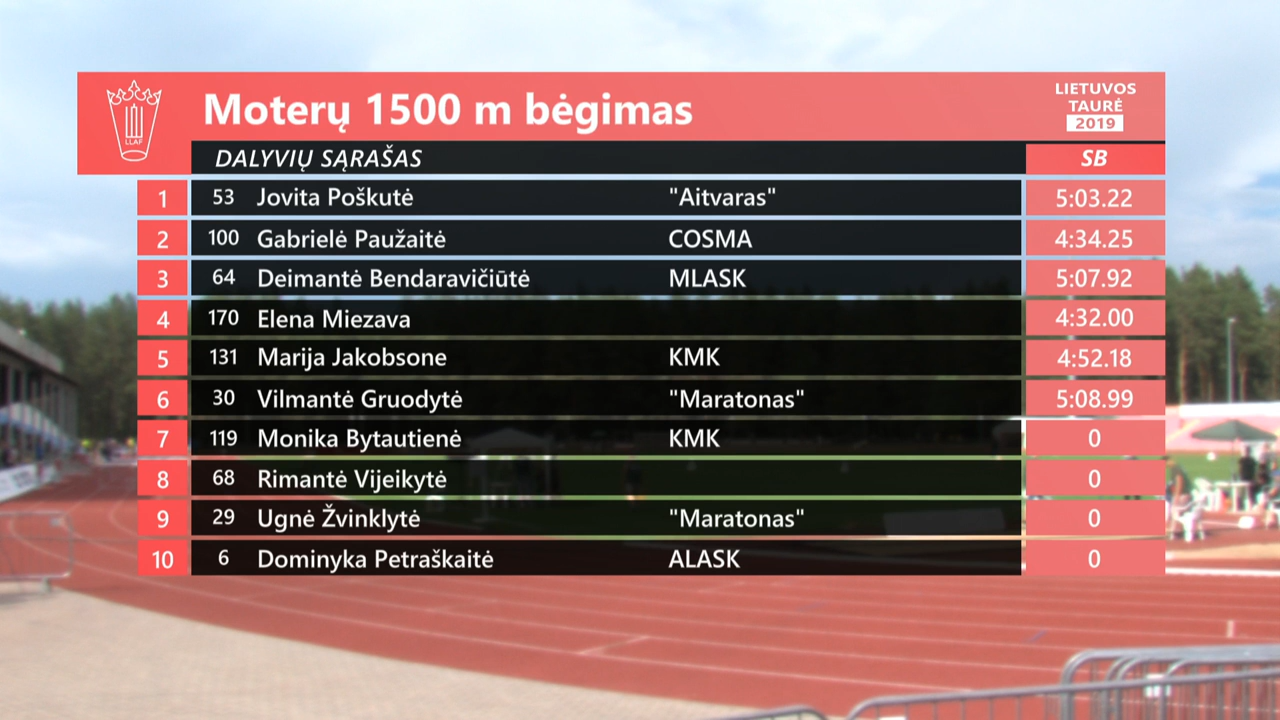 Moterų 1500 m bėgimas
LIETUVOS
TAURĖ
2019
LLAF
DALYVIŲ SĄRAŠAS SB
1 53 Jovita Poškutė "Aitvaras" 5:03.22
2 100 Gabrielė Paužaitė COSMA 4:34.25
3 64 Deimantė Bendaravičiūtė MLASK 5:07.92
4 170 Elena Miezava 4:32.00
5 131 Marija Jakobsone KMK 4:52.18
6 30 Vilmantė Gruodytė "Maratonas" 5:08.99
7 119 Monika Bytautienė KMK 0
8 68 Rimantė Vijeikytė 0
9 29 Ugnė Žvinklytė "Maratonas" 0
10 6 Dominyka Petraškaitė ALASK 0